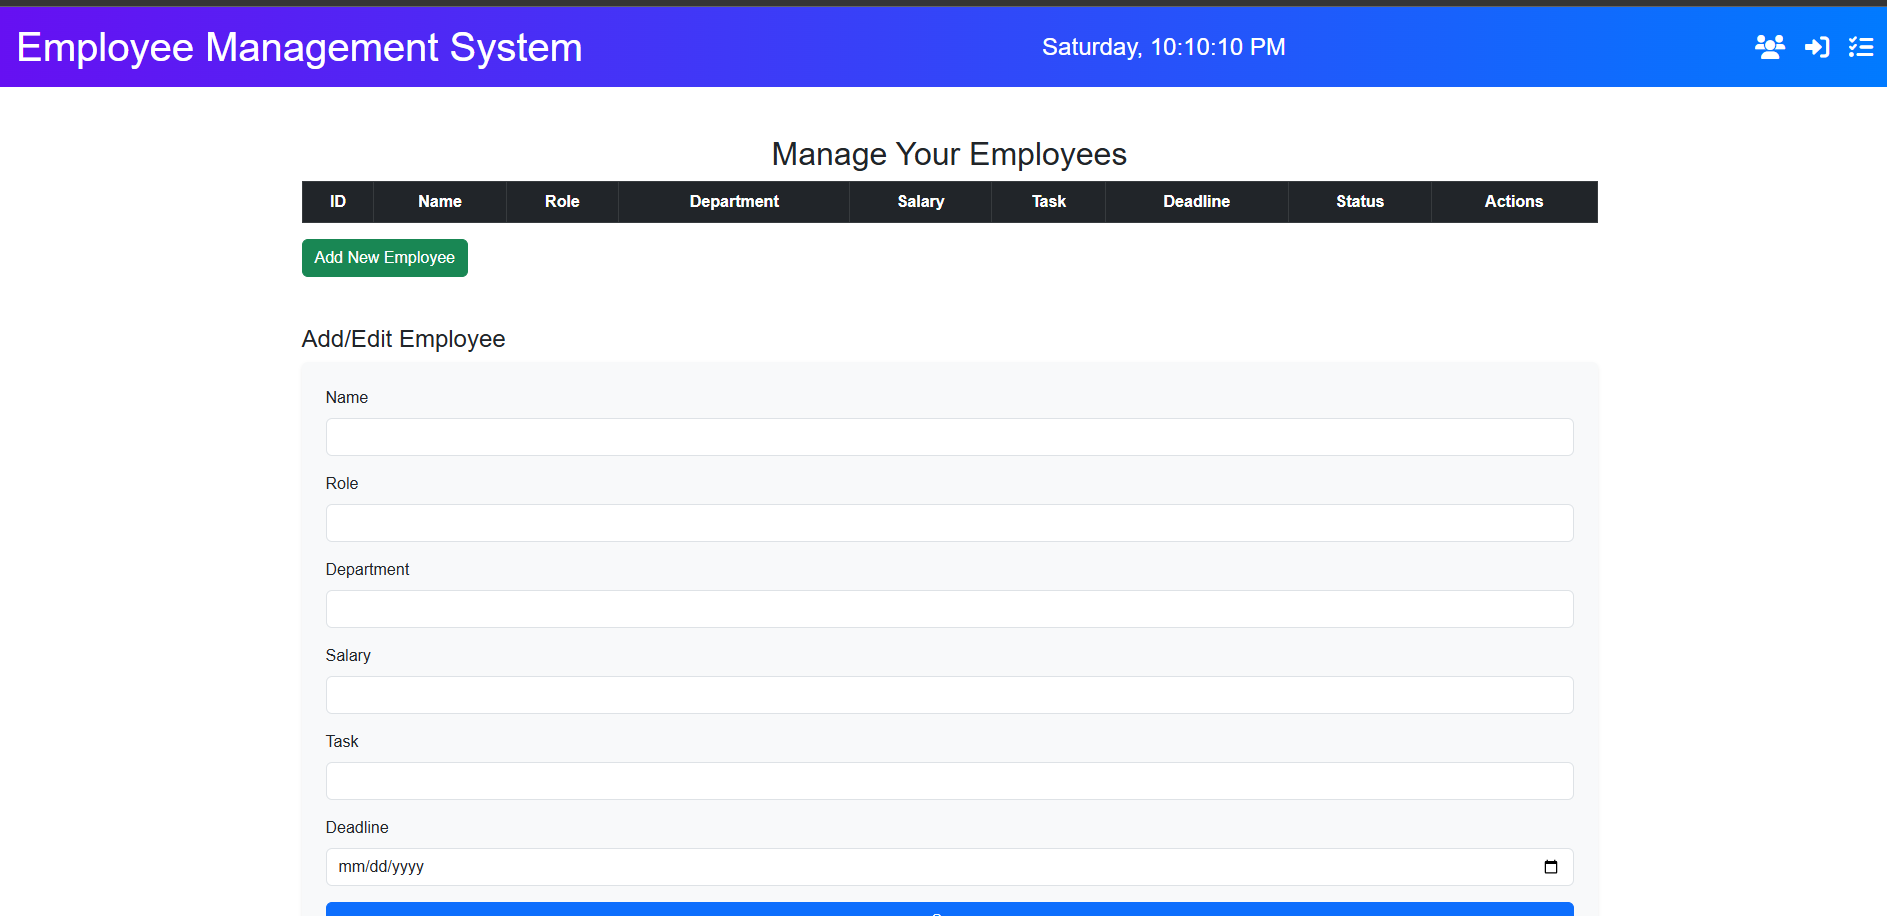 Employee Management System
Saturday, 10:10:10 PM
Manage Your Employees
ID Name Role Department Salary Task Deadline Status Actions
Add New Employee
Add/Edit Employee
Name
Role
Department
Salary
Task
Deadline
mm/dd/yyyy